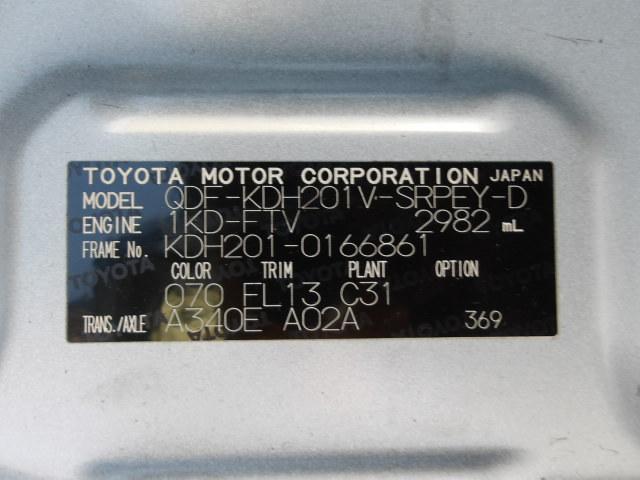 TOYOTA MOTOR CORPORATION JAPAN
MODEL QDF-KDH201V-SRPEY-D
ENGINE 1KD-FTV 2982 mL
FRAME No. KDH201-0166861
COLOR TRIM PLANT OPTION
070 FL13 C31
TRANS./AXLE A340E A02A 369